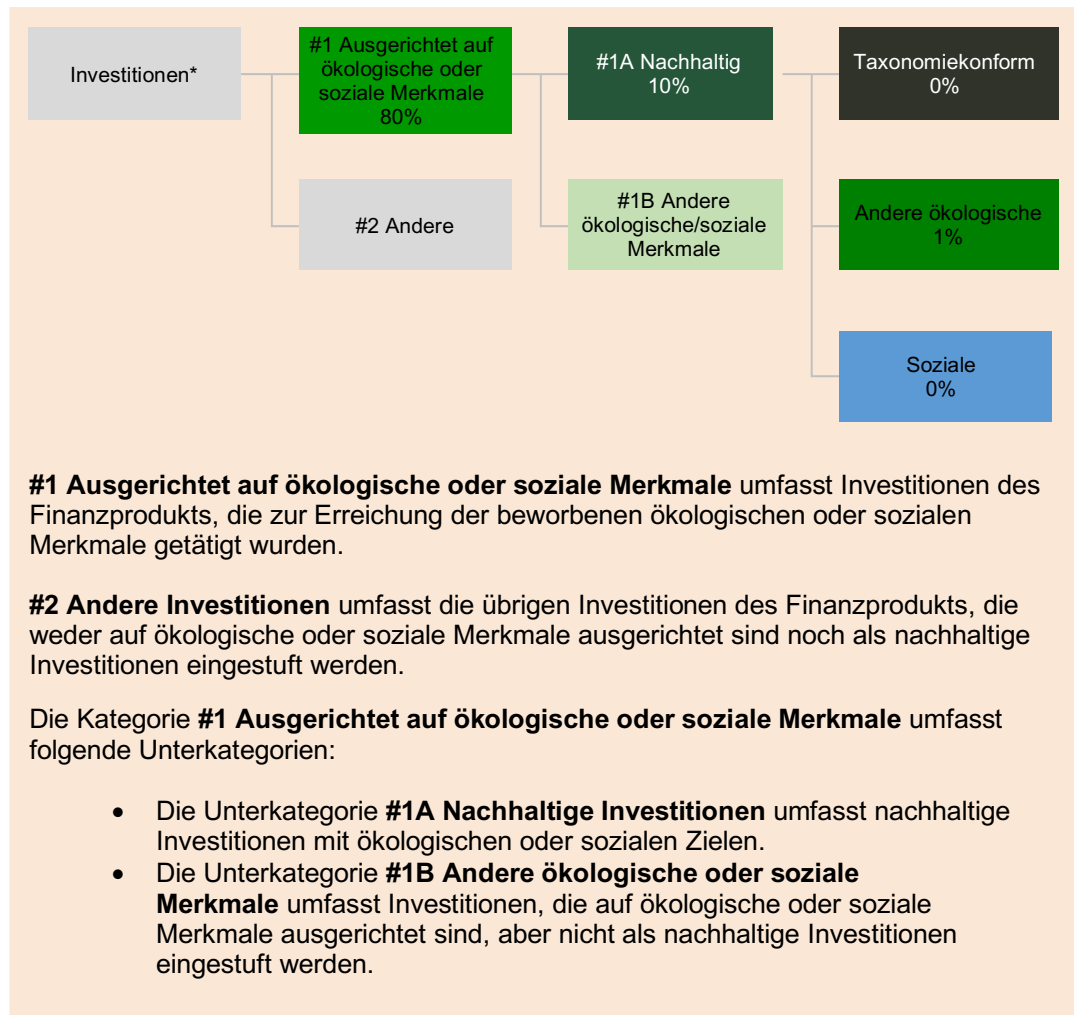 Investitionen*
#1 Ausgerichtet auf
ökologische oder
soziale Merkmale
80%
#1A Nachhaltig
10%
Taxonomiekonform
0%
#2 Andere
#1B Andere
ökologische/soziale
Merkmale
Andere ökologische
1%
Soziale
0%
#1 Ausgerichtet auf ökologische oder soziale Merkmale umfasst Investitionen des
Finanzprodukts, die zur Erreichung der beworbenen ökologischen oder sozialen
Merkmale getätigt wurden.
#2 Andere Investitionen umfasst die übrigen Investitionen des Finanzprodukts, die
weder auf ökologische oder soziale Merkmale ausgerichtet sind noch als nachhaltige
Investitionen eingestuft werden.
Die Kategorie #1 Ausgerichtet auf ökologische oder soziale Merkmale umfasst
folgende Unterkategorien:
• Die Unterkategorie #1A Nachhaltige Investitionen umfasst nachhaltige
Investitionen mit ökologischen oder sozialen Zielen.
• Die Unterkategorie #1B Andere ökologische oder soziale
Merkmale umfasst Investitionen, die auf ökologische oder soziale
Merkmale ausgerichtet sind, aber nicht als nachhaltige Investitionen
eingestuft werden.